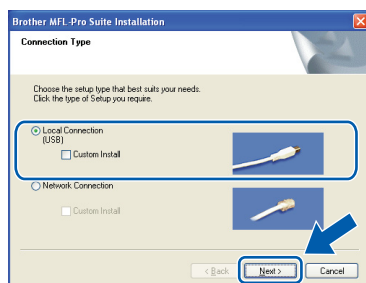 Brother MFL-Pro Suite Installation
Connection Type
Choose the setup type that best suits your needs.
Click the type of Setup you require.
Local Connection
(USB)
Custom Install
Network Connection
Custom Install
< Back Next > Cancel